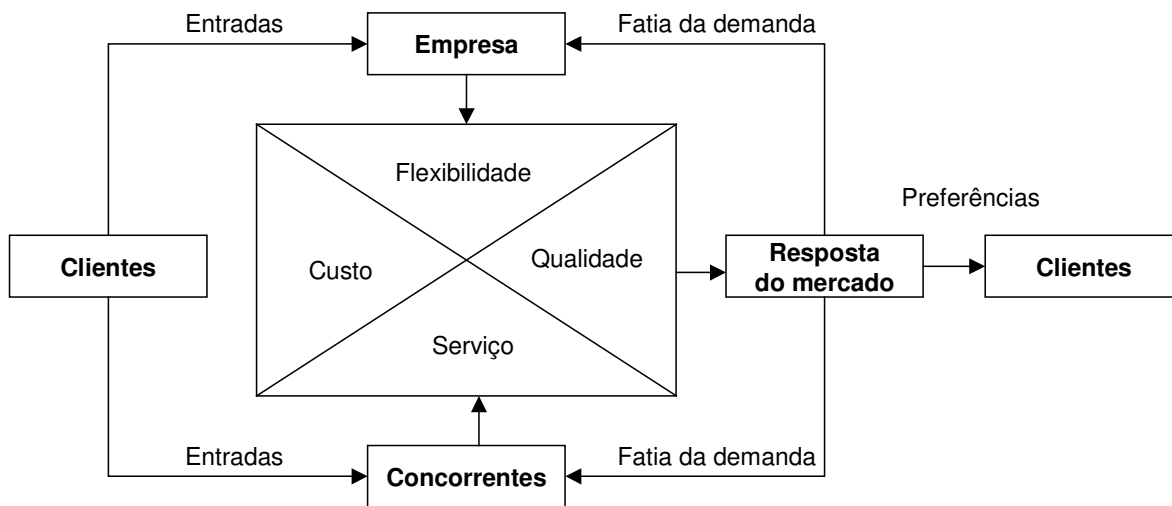 Entradas
Empresa
Fatia da demanda
Flexibilidade
Preferências
Clientes
Custo
Qualidade
Resposta
do mercado
Clientes
Serviço
Entradas
Concorrentes
Fatia da demanda